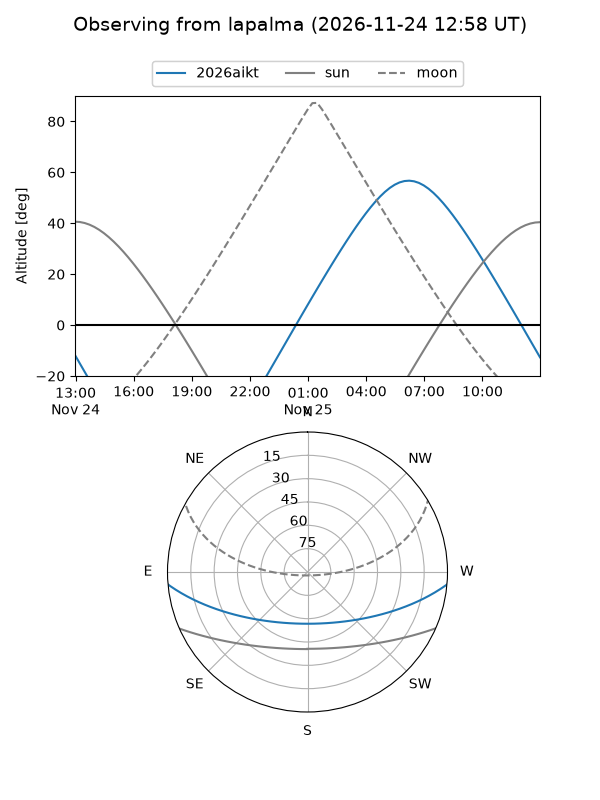 Observing from lapalma (2026-11-24 12:58 UT)
2026aikt sun moon
Altitude [deg]
80
60
40
20
0
−20
13:00 16:00 19:00 22:00 01:00 04:00 07:00 10:00
Nov 24 Nov 25
N
NE NW
15
30
45
60
75
E W
SE SW
S